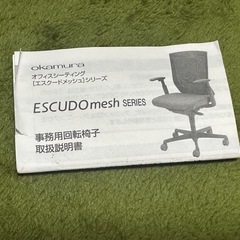 okamura
オフィスシーティング
[エスクードメッシュ]シリーズ
ESCUDO mesh SERIES
事務用回転椅子
取扱説明書